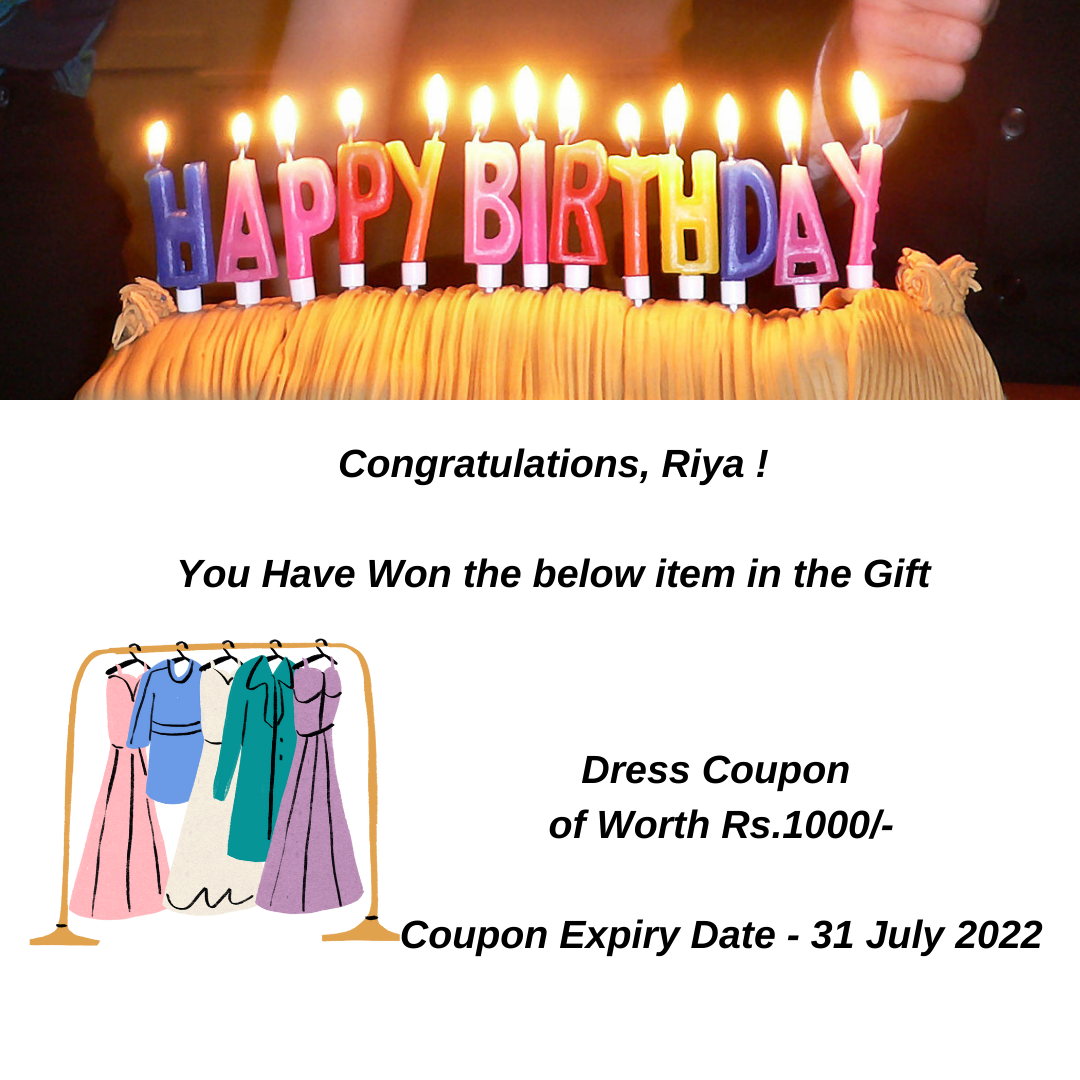 HAPPY BIRTHDAY
Congratulations, Riya !
You Have Won the below item in the Gift
Dress Coupon
of Worth Rs.1000/-
Coupon Expiry Date - 31 July 2022